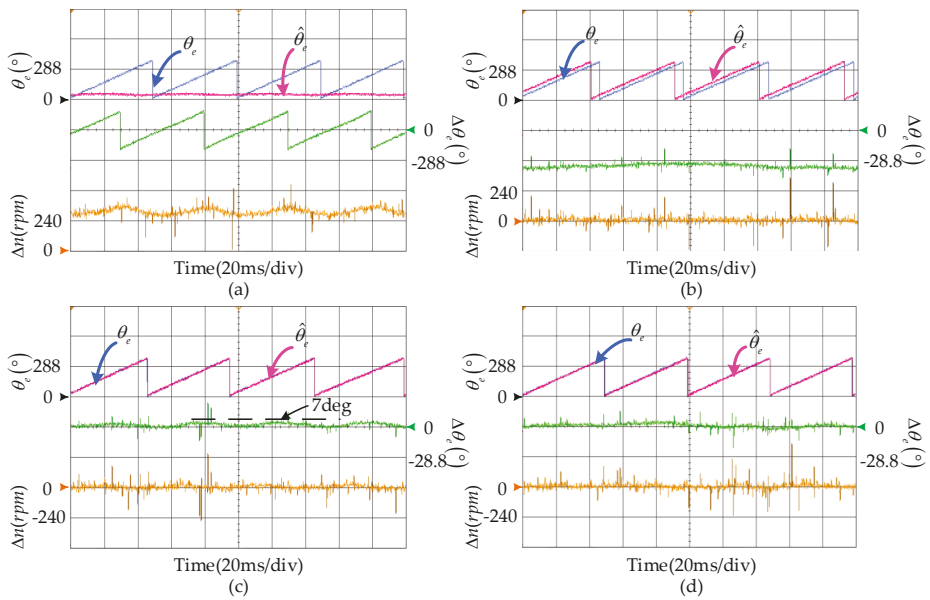 θe
θ̂e
θe(°)
288
0
0
Δθe(°)
-288
Δn(rpm)
240
0
Time(20ms/div)
(a)
θe
θ̂e
θe(°)
288
0
0
Δθe(°)
-28.8
Δn(rpm)
240
0
Time(20ms/div)
(b)
θe
θ̂e
θe(°)
288
0
7deg
0
Δθe(°)
-28.8
Δn(rpm)
0
-240
Time(20ms/div)
(c)
θe
θ̂e
θe(°)
288
0
0
Δθe(°)
-28.8
Δn(rpm)
0
-240
Time(20ms/div)
(d)